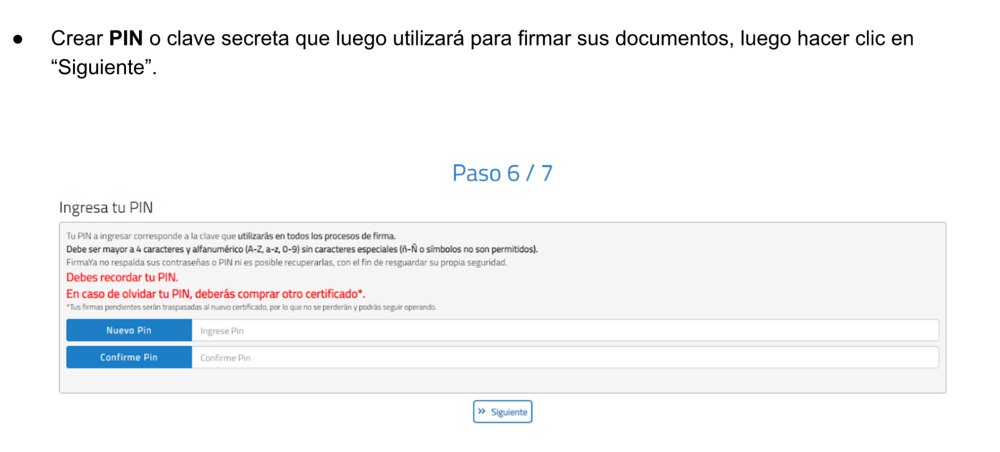 ● Crear PIN o clave secreta que luego utilizará para firmar sus documentos, luego hacer clic en
“Siguiente”.
Paso 6 / 7
Ingresa tu PIN
Tu PIN a ingresar corresponde a la clave que utilizarás en todos los procesos de firma.
Debe ser mayor a 4 caracteres y alfanumérico (A-Z, a-z, 0-9) sin caracteres especiales (ñ-Ñ o símbolos no son permitidos).
FirmaYa no respalda sus contraseñas o PIN ni es posible recuperarlas, con el fin de resguardar su propia seguridad.
Debes recordar tu PIN.
En caso de olvidar tu PIN, deberás comprar otro certificado*.
*Tus firmas pendientes serán traspasadas al nuevo certificado, por lo que no se perderán y podrás seguir operando.
Nuevo Pin Ingrese Pin
Confirme Pin Confirme Pin
» Siguiente